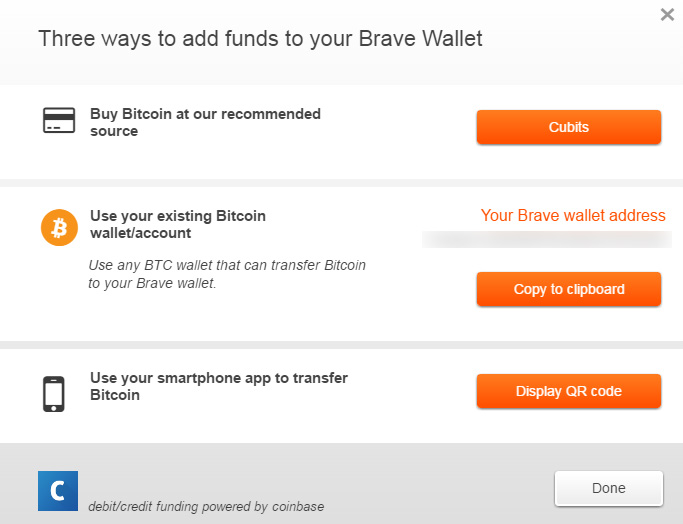 Three ways to add funds to your Brave Wallet
Buy Bitcoin at our recommended
source
Cubits
Use your existing Bitcoin
wallet/account
Your Brave wallet address
Use any BTC wallet that can transfer Bitcoin
to your Brave wallet.
Copy to clipboard
Use your smartphone app to transfer
Bitcoin
Display QR code
C
debit/credit funding powered by coinbase
Done